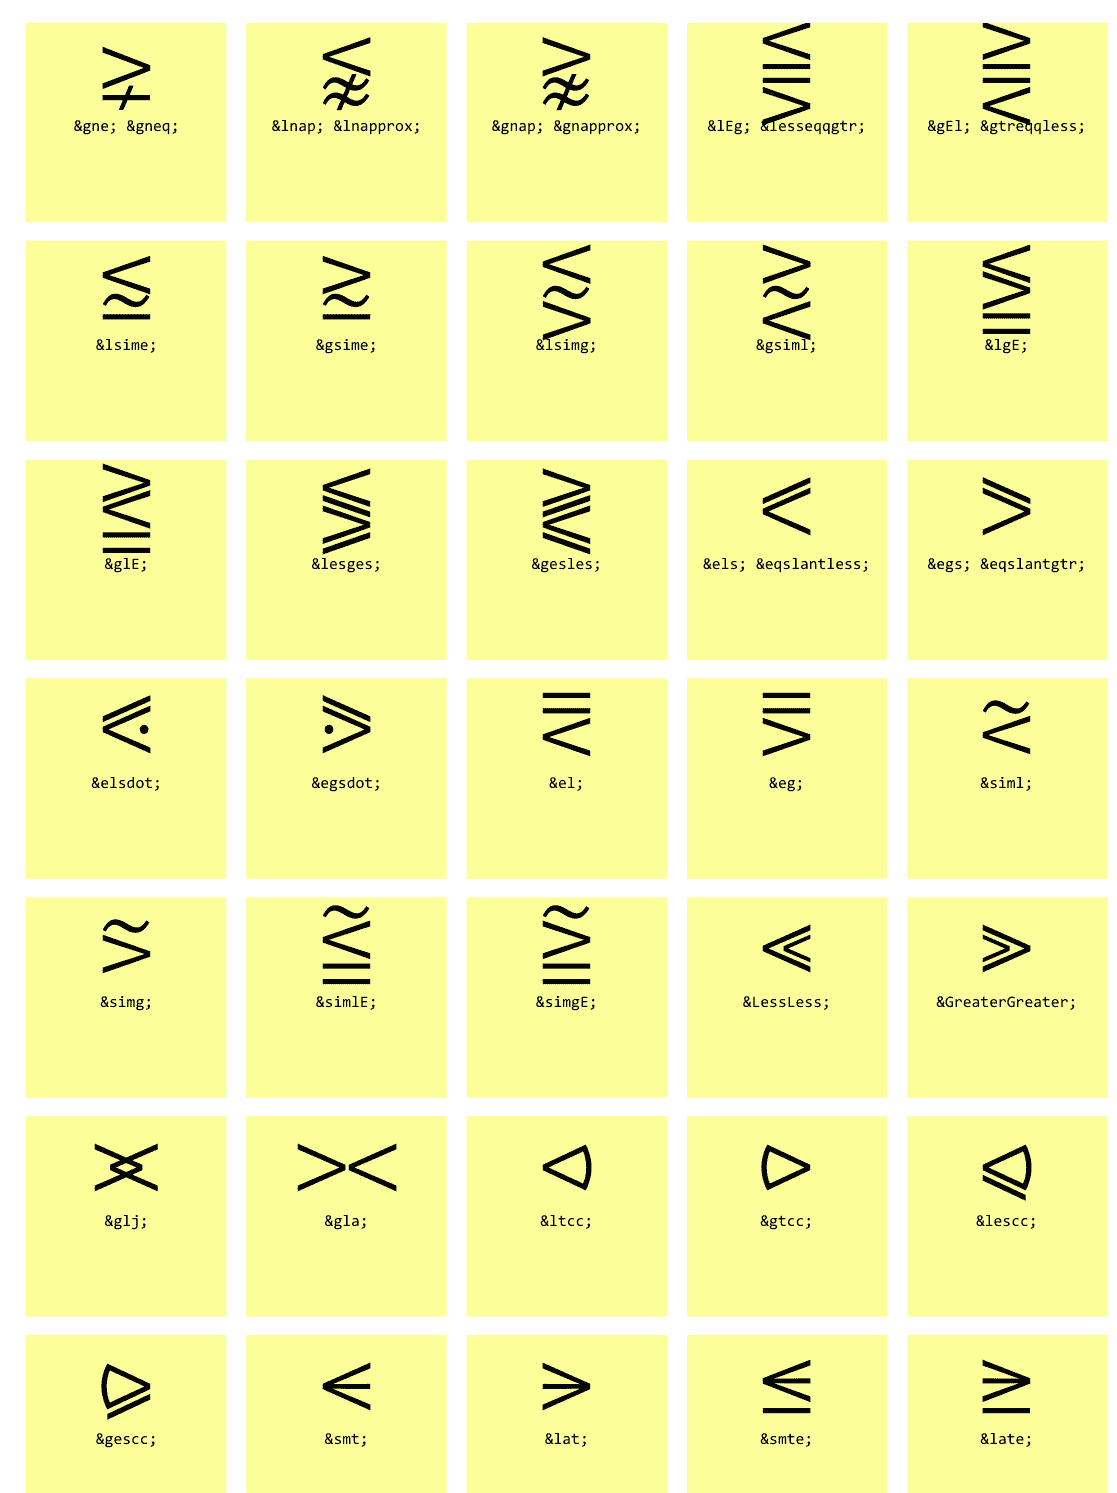 ⪈ ⪉ ⪊ ⪋ ⪌
&gne; &gneq; &lnap; &lnapprox; &gnap; &gnapprox; &lEg; &lesseqqgtr; &gEl; &gtreqqless;
⪍ ⪎ ⪏ ⪐ ⪑
&lsime; &gsime; &lsimg; &gsiml; &lgE;
⪒ ⪓ ⪔ ⪕ ⪖
&glE; &lesges; &gesles; &els; &eqslantless; &egs; &eqslantgtr;
⪗ ⪘ ⪙ ⪚ ⪝
&elsdot; &egsdot; &el; &eg; &siml;
⪞ ⪟ ⪠ ⪡ ⪢
&simg; &simlE; &simgE; &LessLess; &GreaterGreater;
⪤ ⪥ ⪦ ⪧ ⪨
&glj; &gla; &ltcc; &gtcc; &lescc;
⪩ ⪪ ⪫ ⪬ ⪭
&gescc; &smt; &lat; &smte; &late;